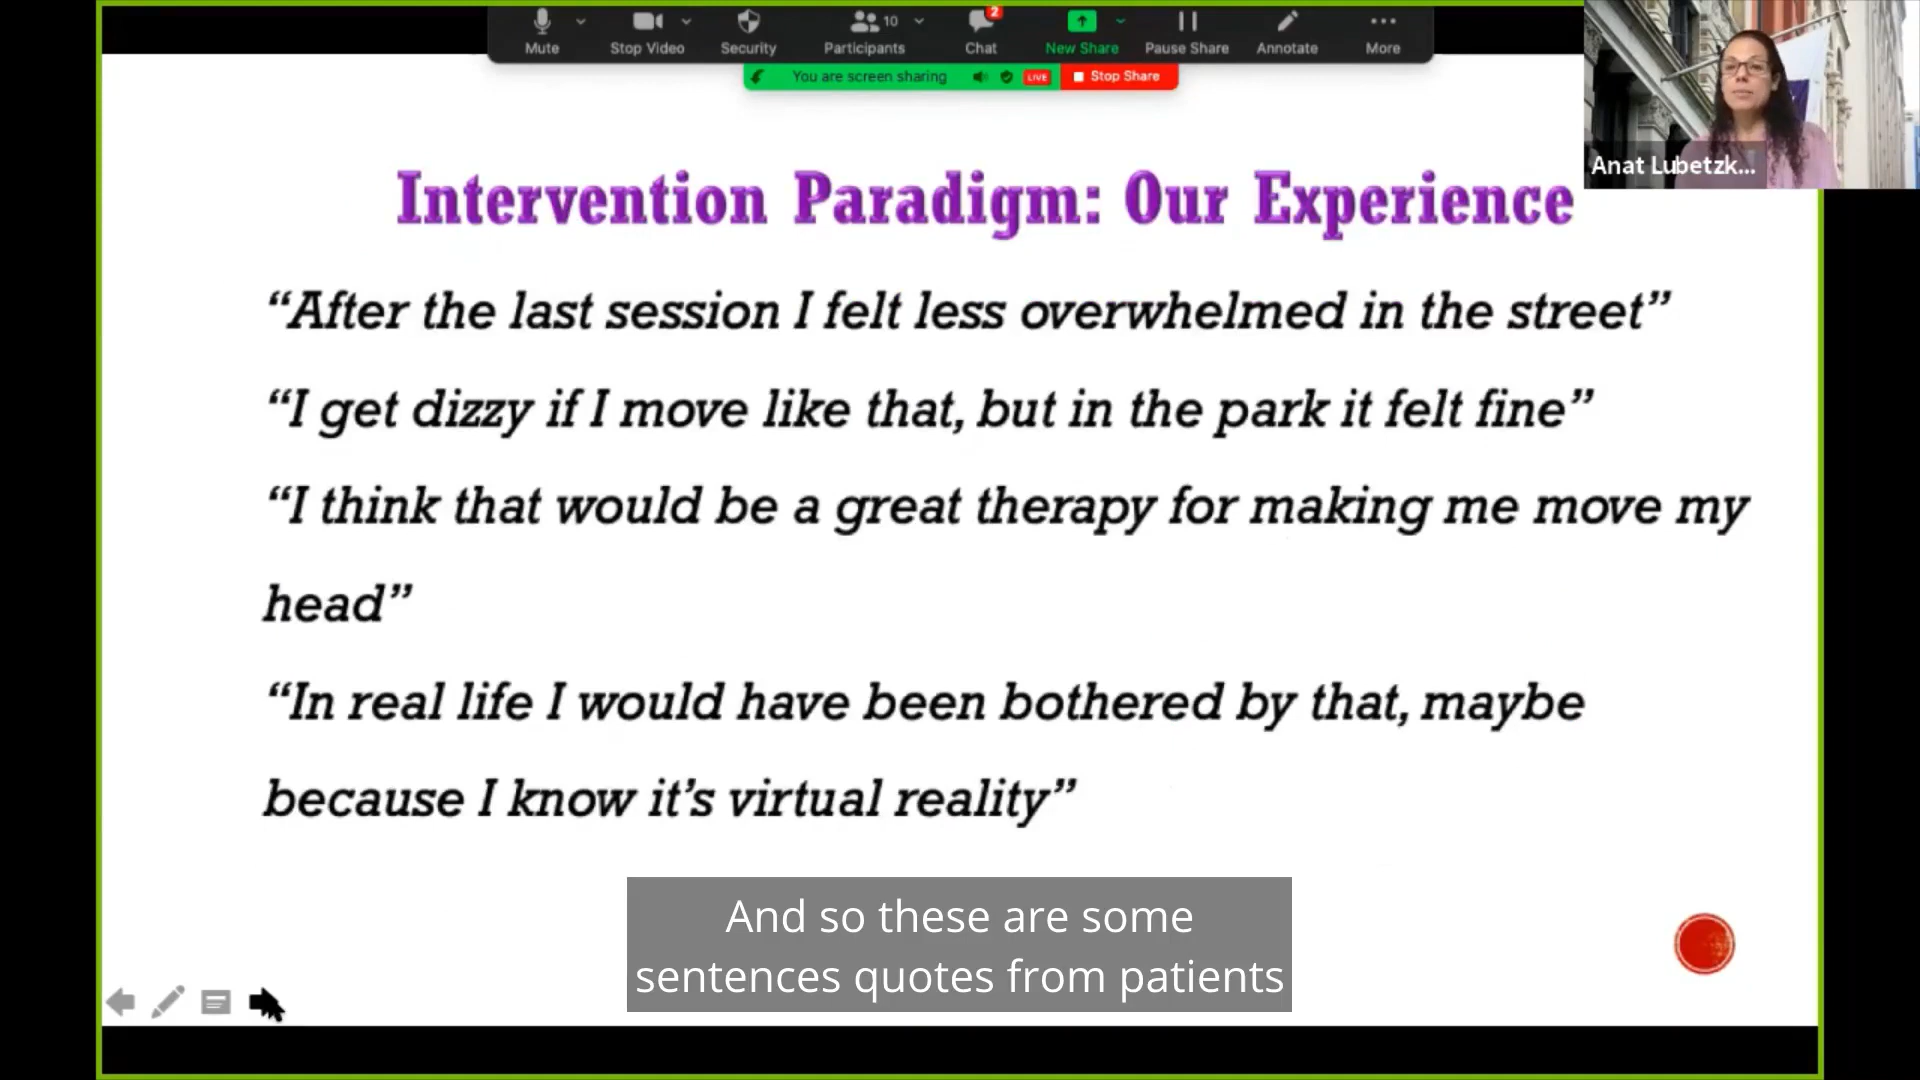 Mute
Stop Video
Security
10
Participants
2
Chat
New Share
Pause Share
Annotate
More
You are screen sharing
LIVE
Stop Share
Anat Lubetzk...
Intervention Paradigm: Our Experience
“After the last session I felt less overwhelmed in the street”
“I get dizzy if I move like that, but in the park it felt fine”
“I think that would be a great therapy for making me move my
head”
“In real life I would have been bothered by that, maybe
because I know it’s virtual reality”
And so these are some
sentences quotes from patients